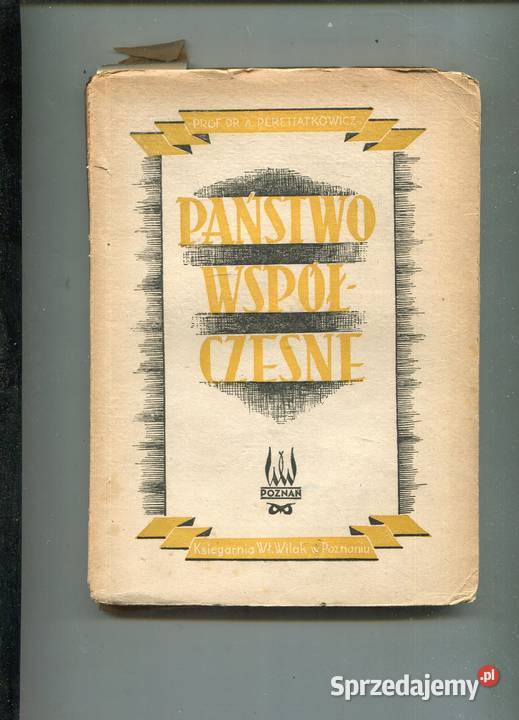 PROF. DR. A. PERETIATKOWICZ
PAŃSTWO
WSPÓŁ-
CZESNE
POZNAŃ
Księgarnia Wł. Wilak w Poznaniu
Sprzedajemy.pl